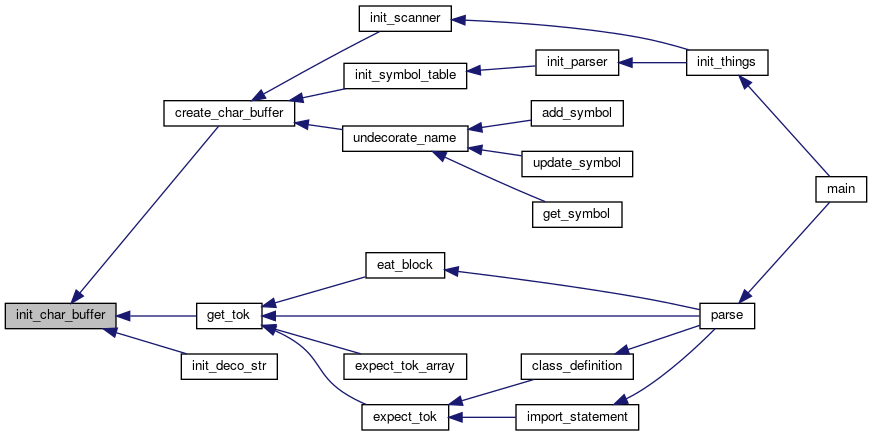 init_scanner
init_symbol_table
init_parser
init_things
create_char_buffer
add_symbol
undecorate_name
update_symbol
main
get_symbol
eat_block
init_char_buffer
get_tok
parse
init_deco_str
expect_tok_array
class_definition
expect_tok
import_statement